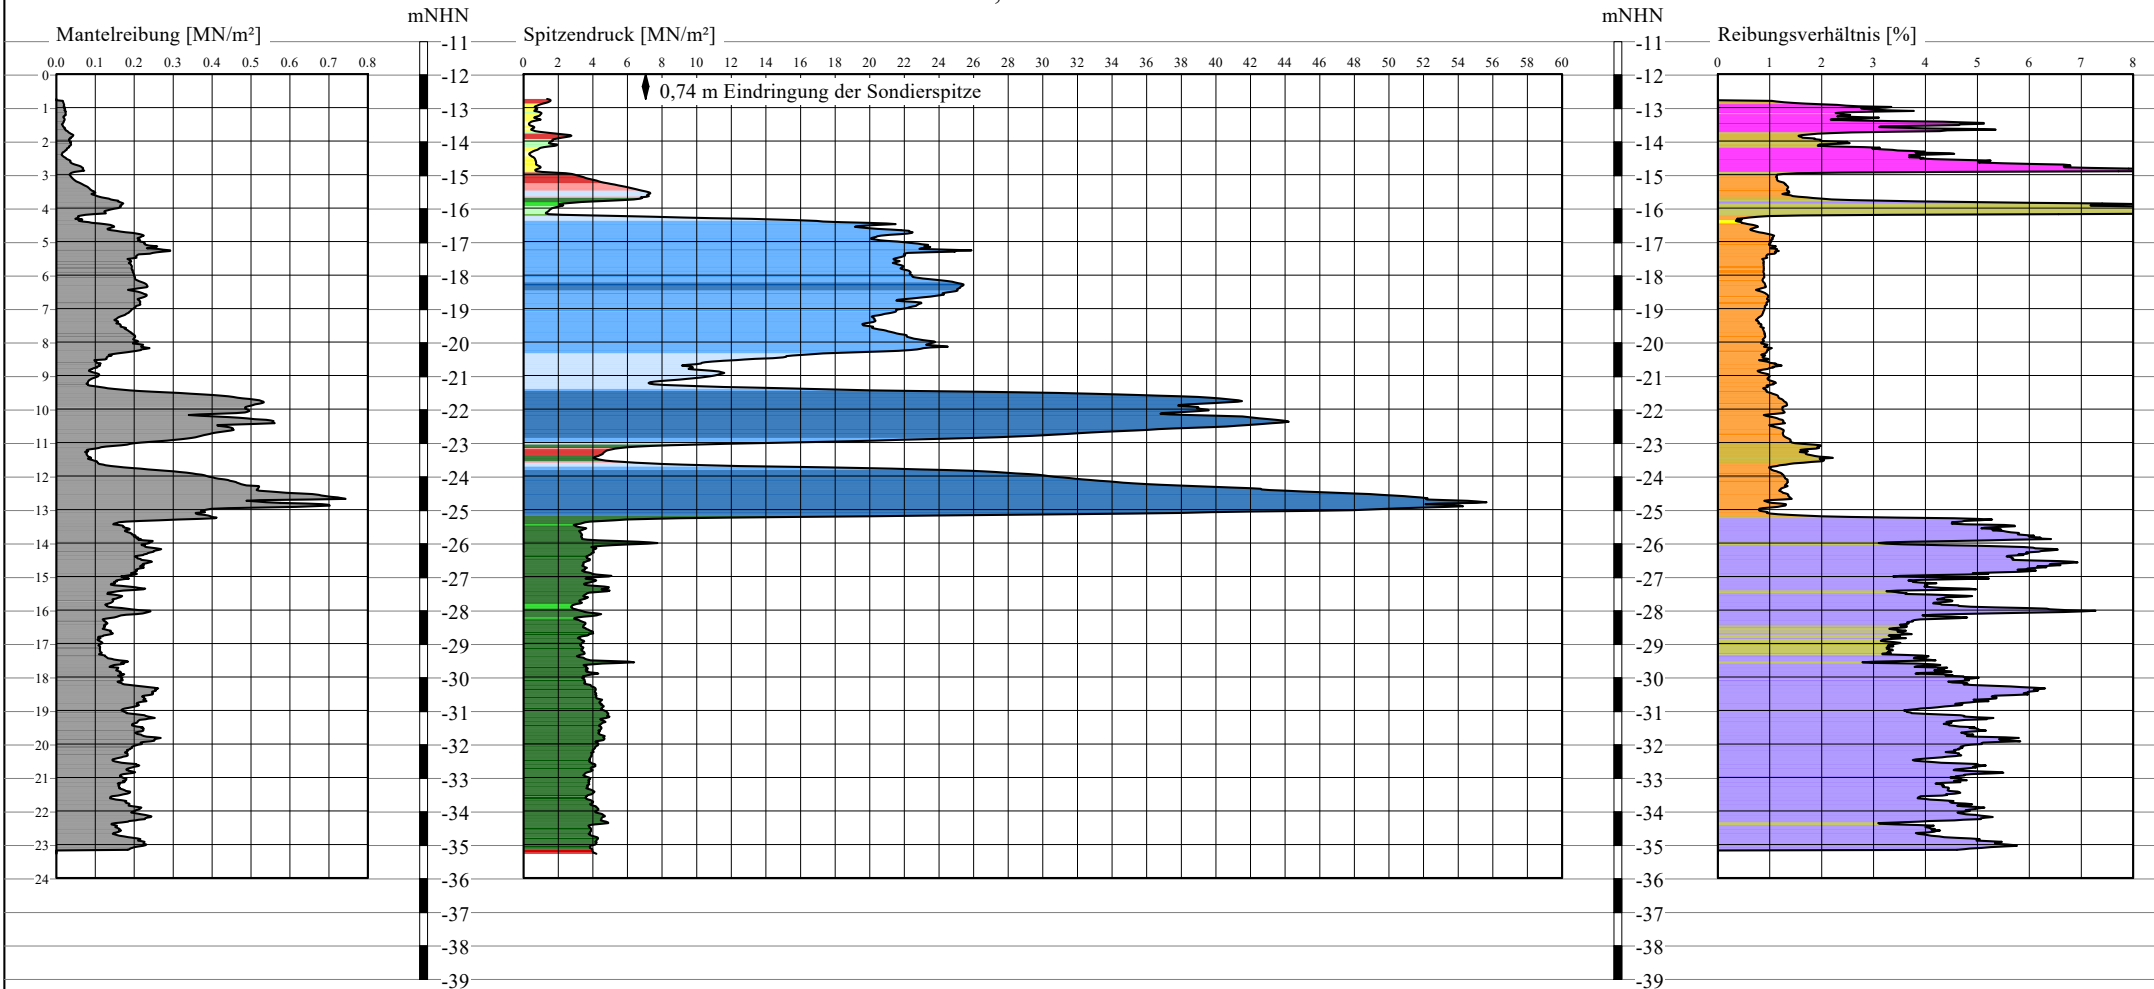 mNHN
mNHN
Mantelreibung [MN/m²]
Spitzendruck [MN/m²]
Reibungsverhältnis [%]
-11
-11
0.0 0.1 0.2 0.3 0.4 0.5 0.6 0.7 0.8
0 2 4 6 8 10 12 14 16 18 20 22 24 26 28 30 32 34 36 38 40 42 44 46 48 50 52 54 56 58 60
0 1 2 3 4 5 6 7 8
0 -12 -12
0,74 m Eindringung der Sondierspitze
1 -13 -13
2 -14 -14
3 -15 -15
4 -16 -16
5 -17 -17
6 -18 -18
7 -19 -19
8 -20 -20
9 -21 -21
10 -22 -22
11 -23 -23
12 -24 -24
13 -25 -25
14 -26 -26
15 -27 -27
16 -28 -28
17 -29 -29
18 -30 -30
19 -31 -31
20 -32 -32
21 -33 -33
22 -34 -34
23 -35 -35
24 -36 -36
-37 -37
-38 -38
-39 -39